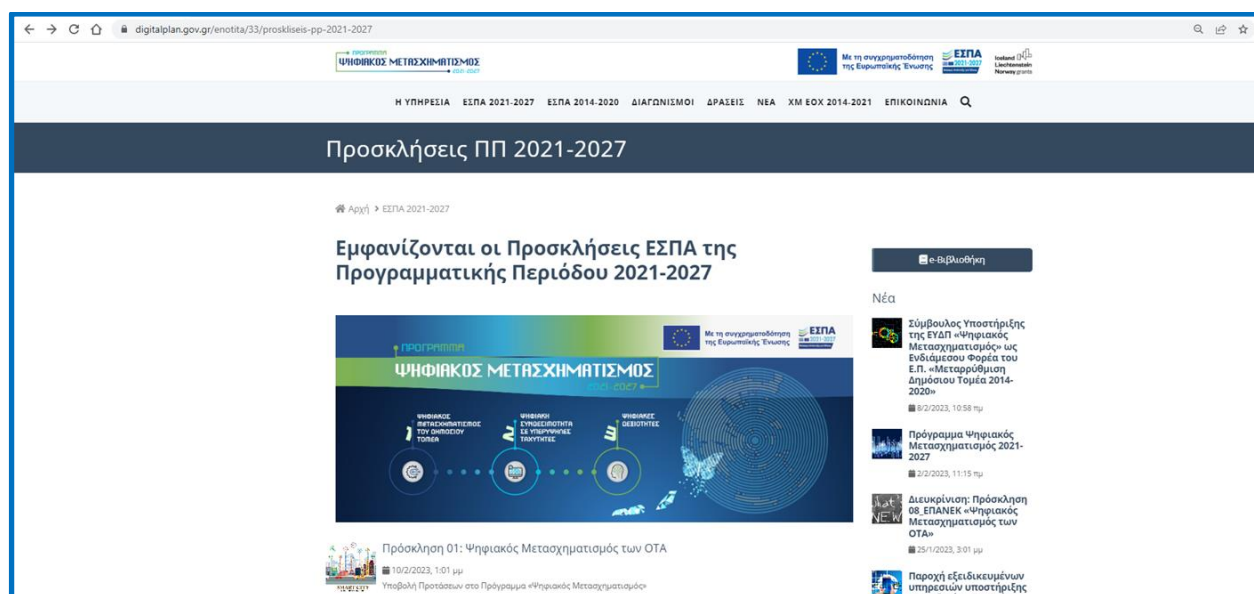 digitalplan.gov.gr/enotita/33/proskliseis-pp-2021-2027
ΠΡΟΓΡΑΜΜΑ
ΨΗΦΙΑΚΟΣ ΜΕΤΑΣΧΗΜΑΤΙΣΜΟΣ
2021-2027
Με τη συγχρηματοδότηση
της Ευρωπαϊκής Ένωσης
ΕΣΠΑ
2021-2027
Iceland
Liechtenstein
Norway grants
Η ΥΠΗΡΕΣΙΑ ΕΣΠΑ 2021-2027 ΕΣΠΑ 2014-2020 ΔΙΑΓΩΝΙΣΜΟΙ ΔΡΑΣΕΙΣ ΝΕΑ ΧΜ ΕΟΧ 2014-2021 ΕΠΙΚΟΙΝΩΝΙΑ
Προσκλήσεις ΠΠ 2021-2027
Αρχή > ΕΣΠΑ 2021-2027
Εμφανίζονται οι Προσκλήσεις ΕΣΠΑ της
Προγραμματικής Περιόδου 2021-2027
Με τη συγχρηματοδότηση
της Ευρωπαϊκής Ένωσης
ΕΣΠΑ
2021-2027
ΠΡΟΓΡΑΜΜΑ
ΨΗΦΙΑΚΟΣ ΜΕΤΑΣΧΗΜΑΤΙΣΜΟΣ
2021-2027
1
ΨΗΦΙΑΚΟΣ
ΜΕΤΑΣΧΗΜΑΤΙΣΜΟΣ
ΤΟΥ ΔΗΜΟΣΙΟΥ
ΤΟΜΕΑ
2
ΨΗΦΙΑΚΗ
ΣΥΝΔΕΣΙΜΟΤΗΤΑ
ΣΕ ΥΠΕΡΥΨΗΛΕΣ
ΤΑΧΥΤΗΤΕΣ
3
ΨΗΦΙΑΚΕΣ
ΔΕΞΙΟΤΗΤΕΣ
Πρόσκληση 01: Ψηφιακός Μετασχηματισμός των ΟΤΑ
10/2/2023, 1:01 μμ
Υποβολή Προτάσεων στο Πρόγραμμα «Ψηφιακός Μετασχηματισμός»
e-Βιβλιοθήκη
Νέα
Σύμβουλος Υποστήριξης
της ΕΥΔΠ «Ψηφιακός
Μετασχηματισμός» ως
Ενδιάμεσου Φορέα του
Ε.Π. «Μεταρρύθμιση
Δημόσιου Τομέα 2014-
2020»
8/2/2023, 10:58 πμ
Πρόγραμμα Ψηφιακός
Μετασχηματισμός 2021-
2027
2/2/2023, 11:15 πμ
Διευκρίνιση: Πρόσκληση
08_ΕΠΑΝΕΚ «Ψηφιακός
Μετασχηματισμός των
ΟΤΑ»
25/1/2023, 3:01 μμ
Παροχή εξειδικευμένων
υπηρεσιών υποστήριξης